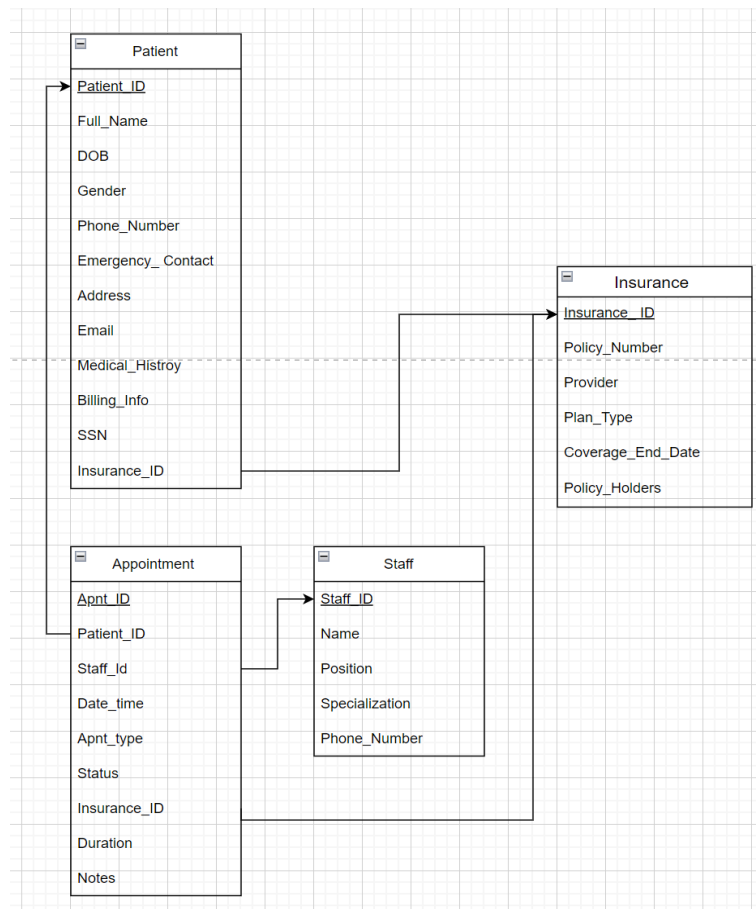 Patient
Patient_ID
Full_Name
DOB
Gender
Phone_Number
Emergency_ Contact
Address
Email
Medical_Histroy
Billing_Info
SSN
Insurance_ID
Insurance
Insurance_ ID
Policy_Number
Provider
Plan_Type
Coverage_End_Date
Policy_Holders
Appointment
Apnt_ID
Patient_ID
Staff_Id
Date_time
Apnt_type
Status
Insurance_ID
Duration
Notes
Staff
Staff_ID
Name
Position
Specialization
Phone_Number